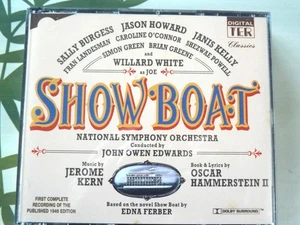 SALLY BURGESS JASON HOWARD JANIS KELLY
FRAN LANDESMAN CAROLINE O'CONNOR SHEZWAE POWELL
SIMON GREEN BRIAN GREENE
and
WILLARD WHITE
as JOE
DIGITAL
TER
Classics
SHOW BOAT
NATIONAL SYMPHONY ORCHESTRA
Conducted by
JOHN OWEN EDWARDS
Music by
JEROME
KERN
Book & Lyrics by
OSCAR
HAMMERSTEIN II
Based on the novel Show Boat by
EDNA FERBER
FIRST COMPLETE
RECORDING OF THE
PUBLISHED 1946 EDITION
DOLBY SURROUND